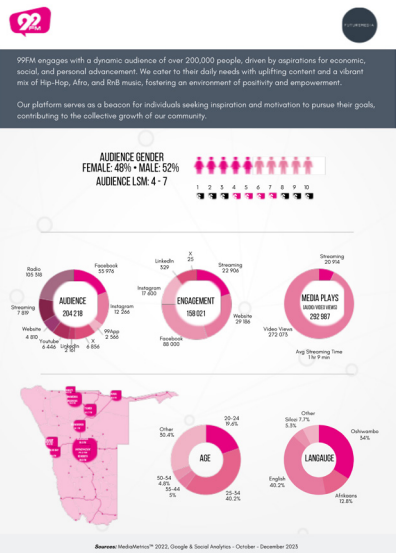 99
FM
FUTUREMEDIA
99FM engages with a dynamic audience of over 200,000 people, driven by aspirations for economic,
social, and personal advancement. We cater to their daily needs with uplifting content and a vibrant
mix of Hip-Hop, Afro, and RnB music, fostering an environment of positivity and empowerment.
Our platform serves as a beacon for individuals seeking inspiration and motivation to pursue their goals,
contributing to the collective growth of our community.
AUDIENCE GENDER
FEMALE: 48% • MALE: 52%
AUDIENCE LSM: 4 - 7
1 2 3 4 5 6 7 8 9 10
Radio
105 318
Facebook
55 976
Instagram
12 266
99App
2 566
X
6 856
LinkedIn
2 161
Youtube
6 446
Website
4 810
Streaming
7 819
AUDIENCE
204 218
X
25
LinkedIn
529
Streaming
22 906
Instagram
17 600
Website
29 186
Facebook
88 000
ENGAGEMENT
158 021
Streaming
20 914
MEDIA PLAYS
(AUDIO/VIDEO VIEWS)
292 987
Video Views
272 073
Avg Streaming Time
1 hr 9 min
20-24
19.6%
Other
30.4%
50-54
4.8%
35-44
5%
25-34
40.2%
AGE
Other
Silozi 7.7%
5.3%
Oshiwambo
34%
English
40.2%
Afrikaans
12.8%
LANGAUGE
Sources: MediaMetrics™ 2022, Google & Social Analytics - October - December 2023